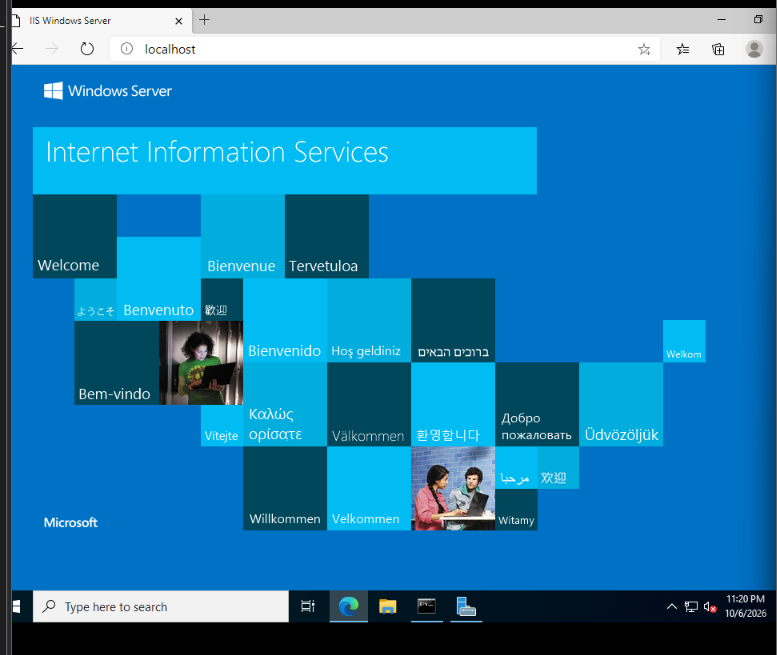 IIS Windows Server
localhost
Windows Server
Internet Information Services
Welcome
Bienvenue
Tervetuloa
ようこそ
Benvenuto
歡迎
Bienvenido
Hoş geldiniz
ברוכים הבאים
Welkom
Bem-vindo
Vítejte
Καλώς
ορίσατε
Välkommen
환영합니다
Добро
пожаловать
Üdvözöljük
Willkommen
Velkommen
مرحبا
欢迎
Witamy
Microsoft
Type here to search
11:20 PM
10/6/2026